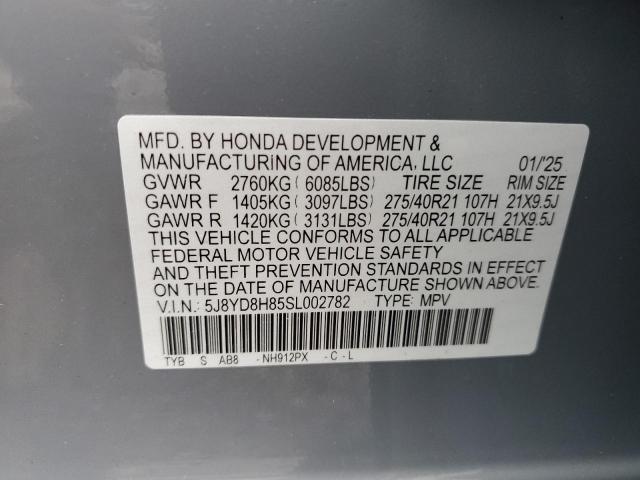 MFD. BY HONDA DEVELOPMENT &
MANUFACTURING OF AMERICA, LLC 01/'25
GVWR 2760KG ( 6085LBS) TIRE SIZE RIM SIZE
GAWR F 1405KG ( 3097LBS) 275/40R21 107H 21X9.5J
GAWR R 1420KG ( 3131LBS) 275/40R21 107H 21X9.5J
THIS VEHICLE CONFORMS TO ALL APPLICABLE
FEDERAL MOTOR VEHICLE SAFETY
AND THEFT PREVENTION STANDARDS IN EFFECT
ON THE DATE OF MANUFACTURE SHOWN ABOVE.
V.I.N.: 5J8YD8H85SL002782 TYPE: MPV
TYB S AB8 -NH912PX -C-L